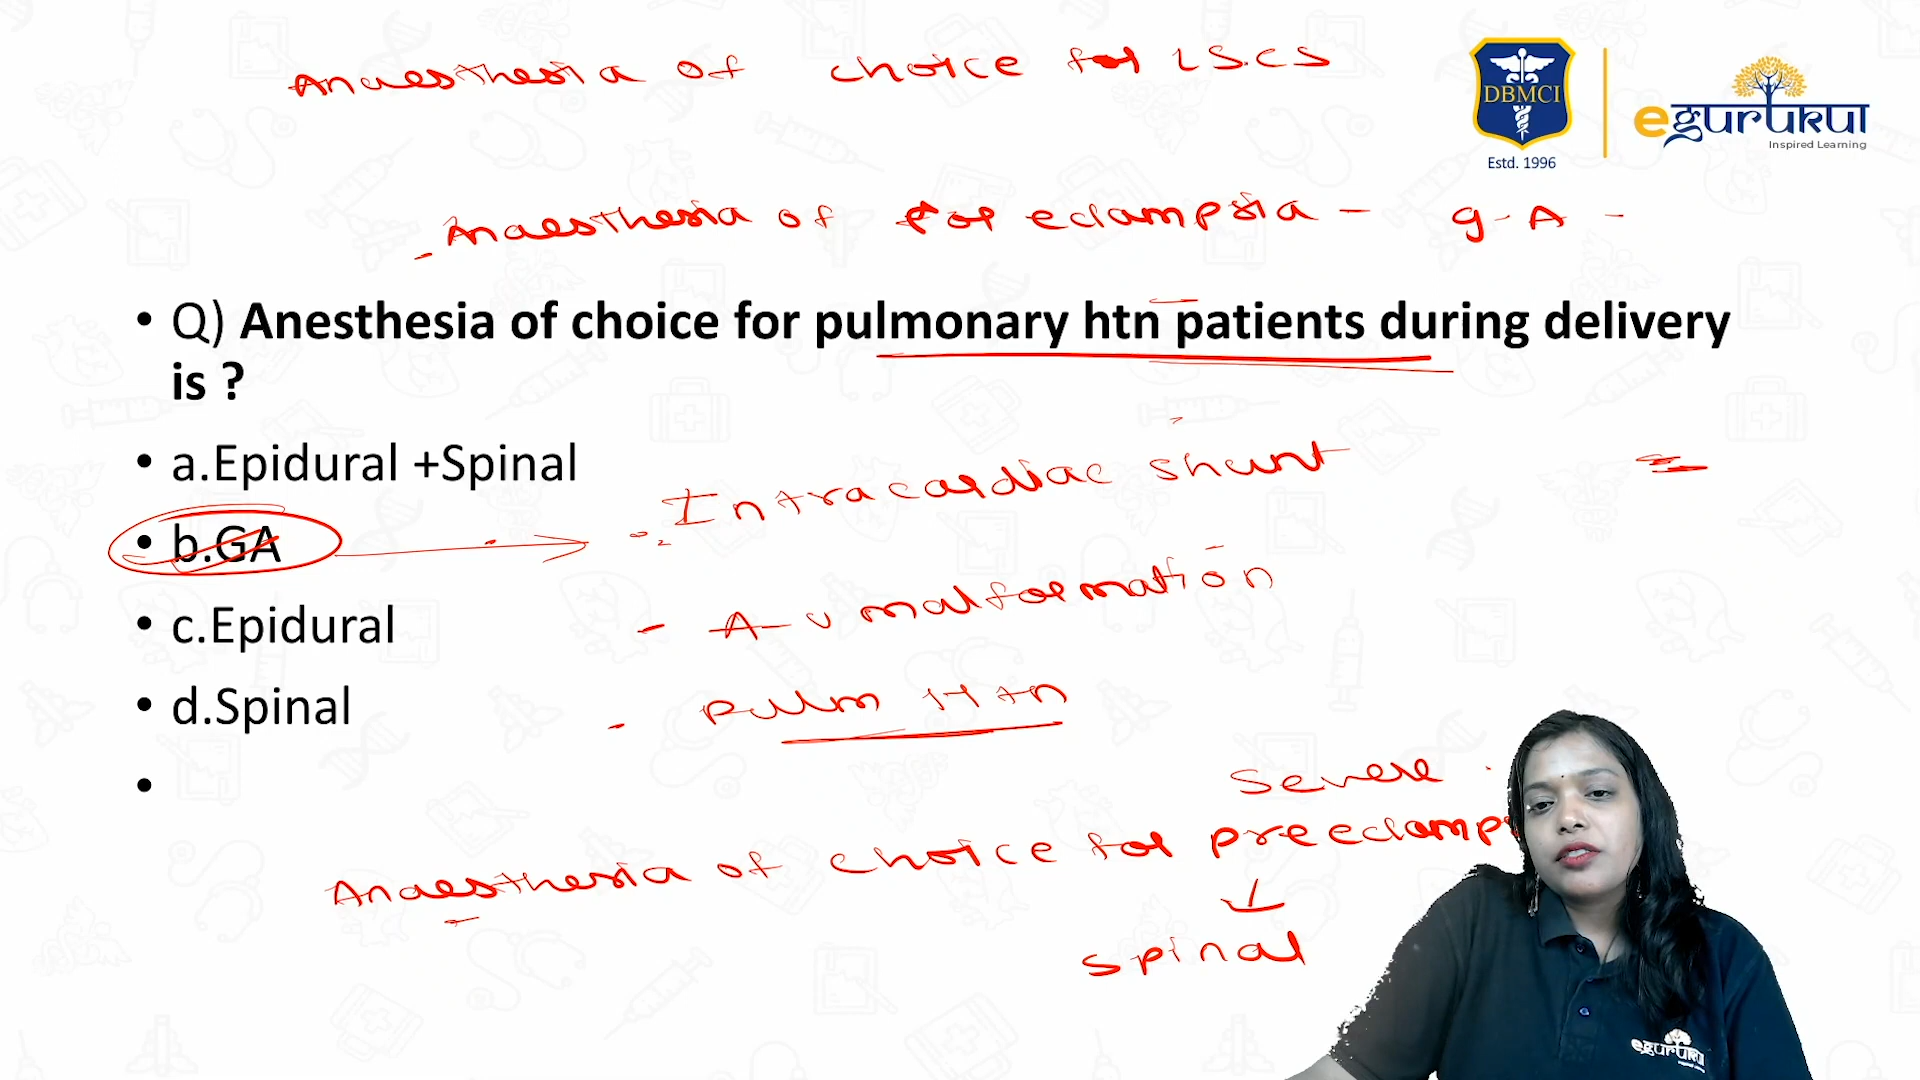 Anaesthesia of choice for LSCS
DBMCI
Estd. 1996
egurukul
Inspired Learning
- Anaesthesia of for eclampsia - g.A -
• Q) Anesthesia of choice for pulmonary htn patients during delivery
is ?
• a.Epidural +Spinal
Intracardiac shunt
• b.GA
- A-v malformation
• c.Epidural
- Pulm Htn
• d.Spinal
•
Severe
Anaesthesia of choice for preeclamp
spinal
egurukul